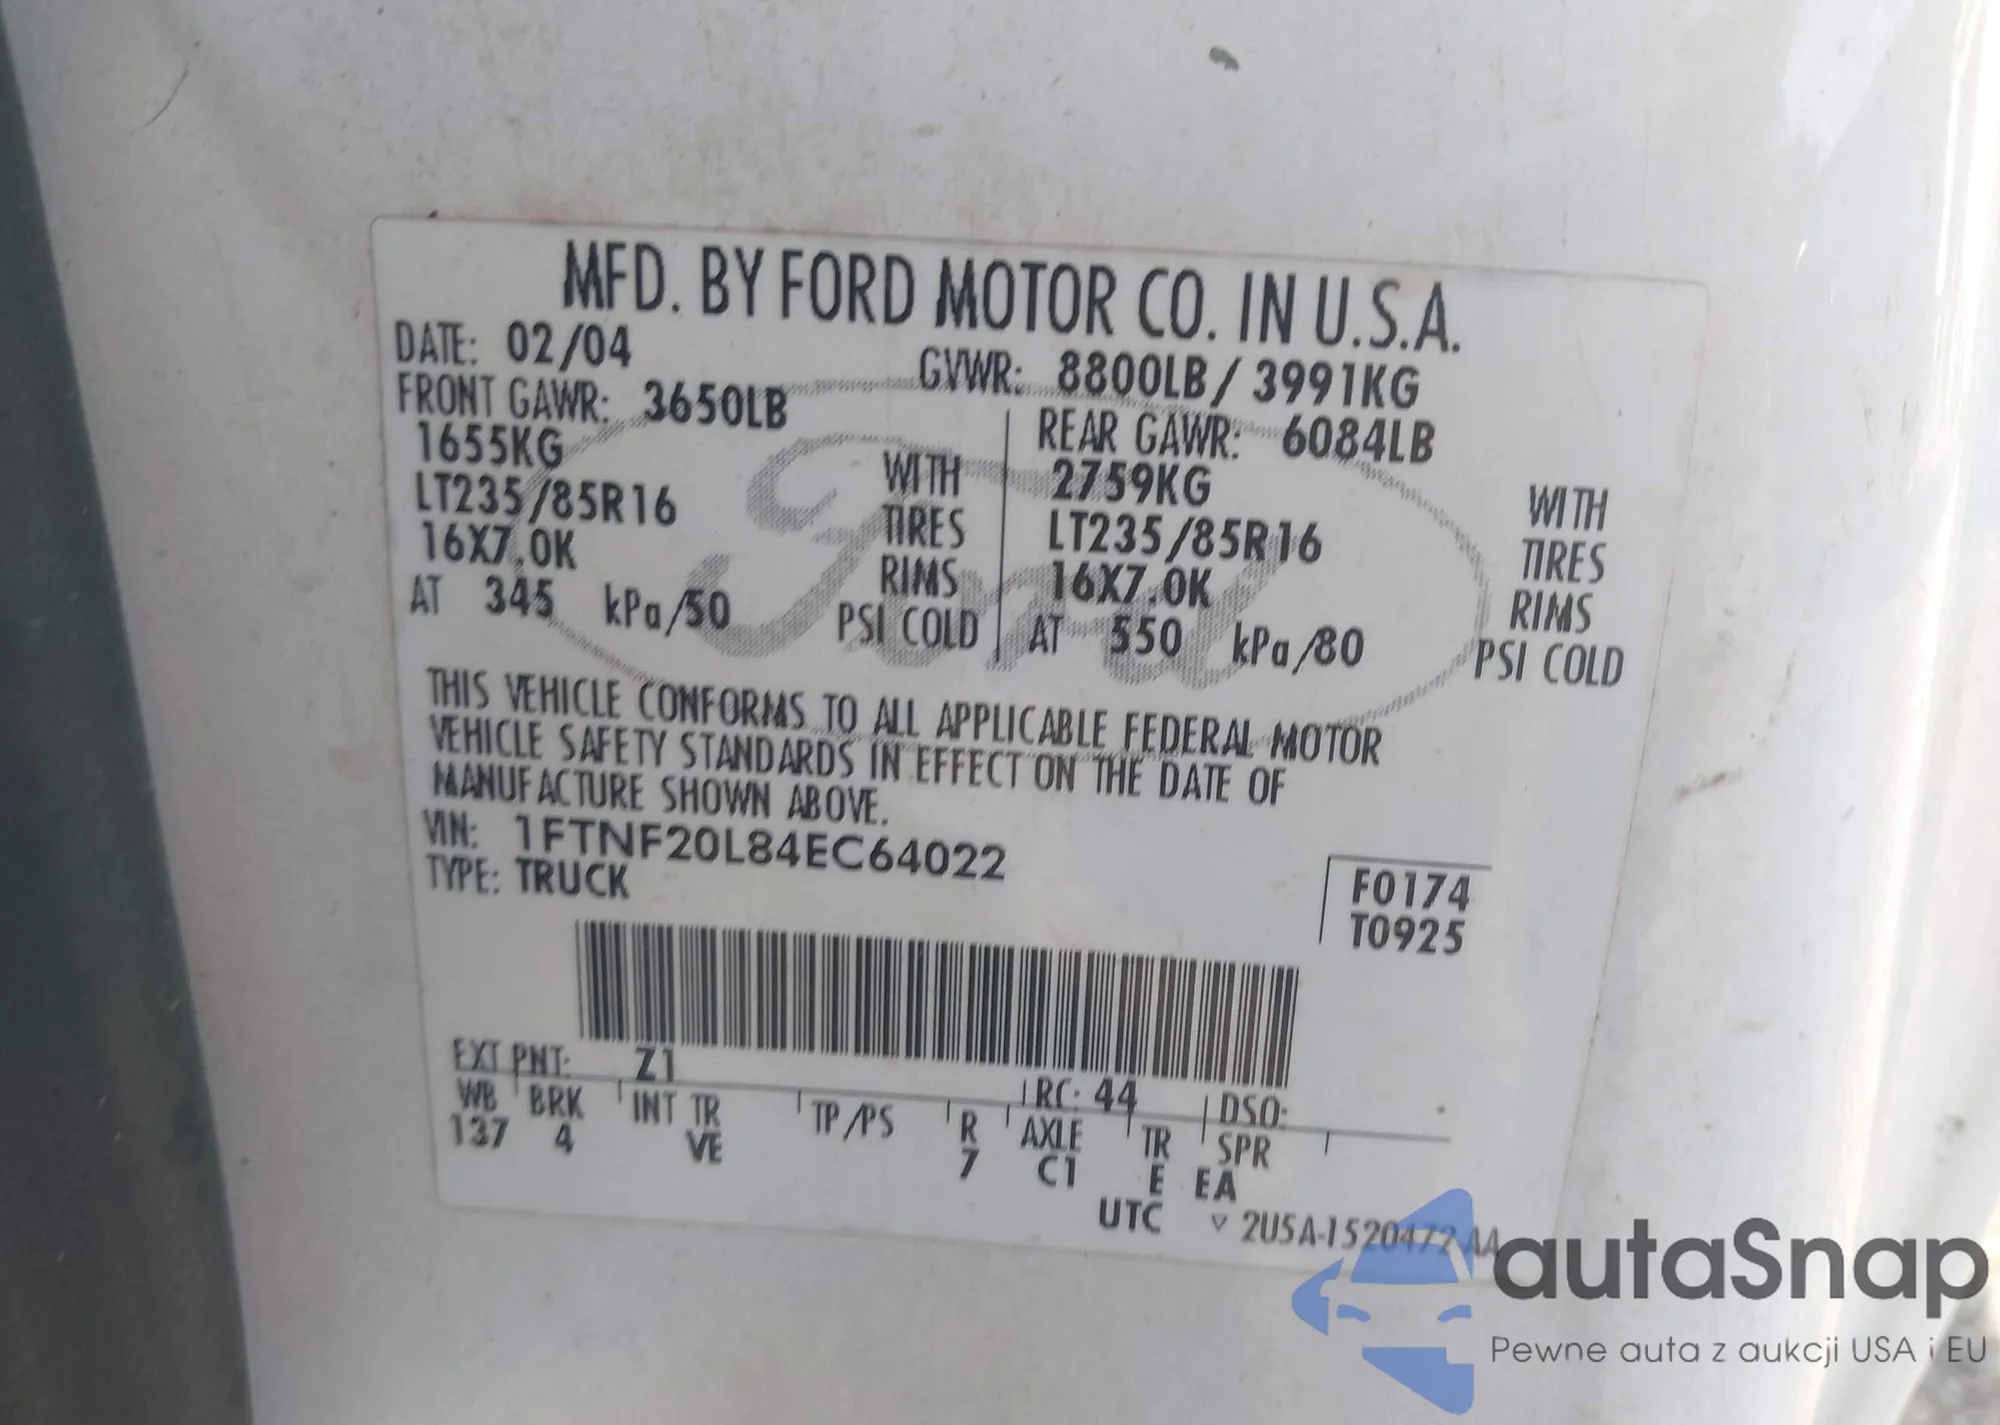 MFD. BY FORD MOTOR CO. IN U.S.A.
DATE: 02/04 GVWR: 8800LB / 3991KG
FRONT GAWR: 3650LB REAR GAWR: 6084LB
1655KG WITH 2759KG WITH
LT235/85R16 TIRES LT235/85R16 TIRES
16X7.0K RIMS 16X7.0K RIMS
AT 345 kPa/50 PSI COLD AT 550 kPa/80 PSI COLD
Ford
THIS VEHICLE CONFORMS TO ALL APPLICABLE FEDERAL MOTOR
VEHICLE SAFETY STANDARDS IN EFFECT ON THE DATE OF
MANUFACTURE SHOWN ABOVE.
VIN: 1FTNF20L84EC64022
TYPE: TRUCK
F0174
T0925
EXT PNT: Z1 RC: 44 DSO:
WB BRK INT TR TP/PS R AXLE TR SPR
137 4 VE 7 C1 E EA
UTC ▽ 2U5A-1520472-AA
autaSnap
Pewne auta z aukcji USA i EU